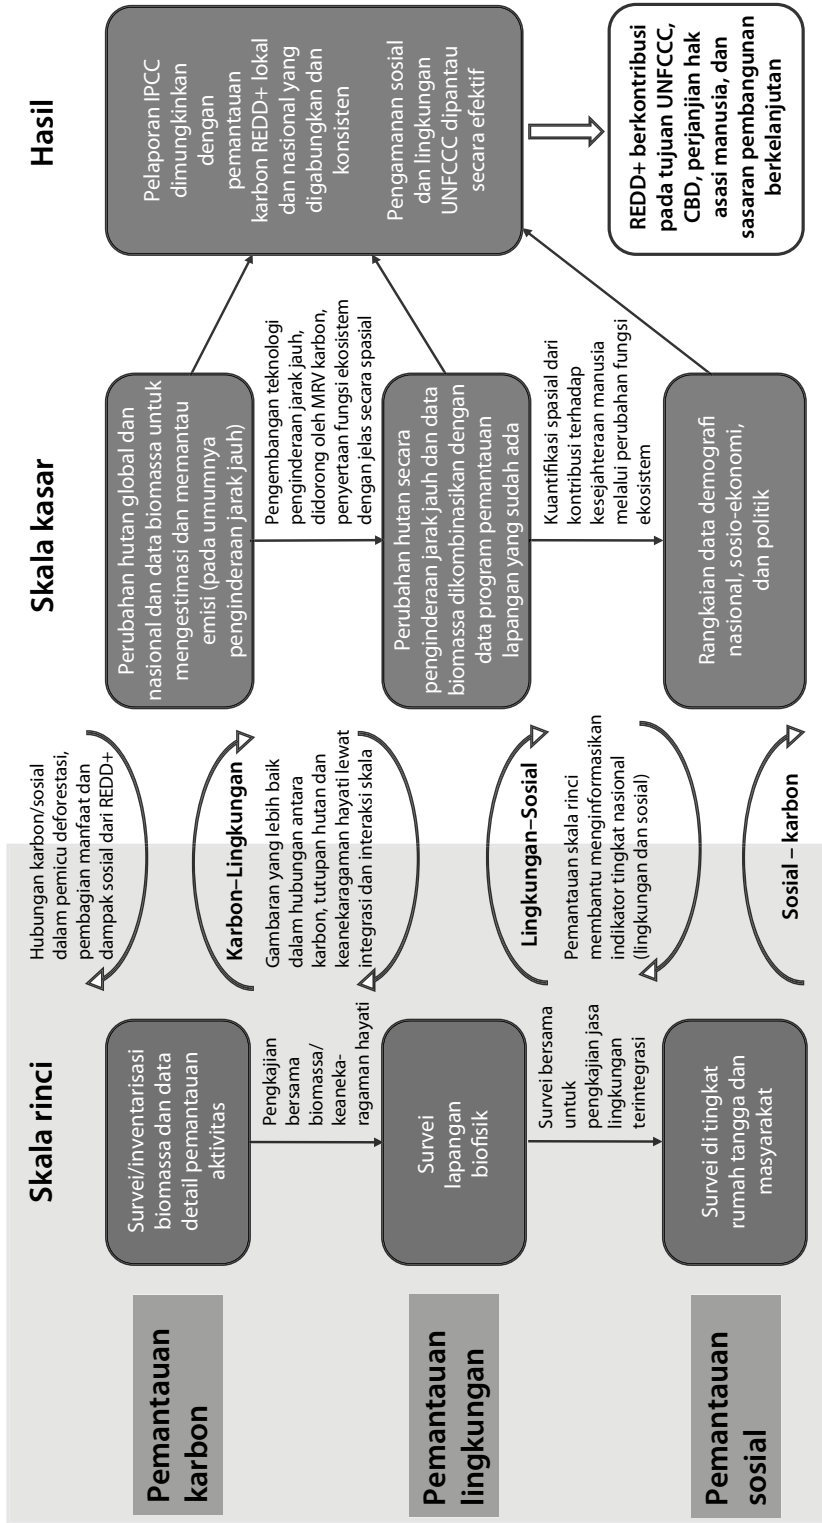 Skala rinci
Skala kasar
Hasil
Pemantauan
karbon
Survei/inventarisasi
biomassa dan data
detail pemantauan
aktivitas
Hubungan karbon/sosial
dalam pemicu deforestasi,
pembagian manfaat dan
dampak sosial dari REDD+
Karbon–Lingkungan
Perubahan hutan global dan
nasional dan data biomassa untuk
mengestimasi dan memantau
emisi (pada umumnya
penginderaan jarak jauh)
Pelaporan IPCC
dimungkinkan
dengan
pemantauan
karbon REDD+ lokal
dan nasional yang
digabungkan dan
konsisten
Pengamanan sosial
dan lingkungan
UNFCCC dipantau
secara efektif
Pengkajian
bersama
biomassa/
keaneka-
ragaman hayati
Gambaran yang lebih baik
dalam hubungan antara
karbon, tutupan hutan dan
keanekaragaman hayati lewat
integrasi dan interaksi skala
Pengembangan teknologi
penginderaan jarak jauh,
didorong oleh MRV karbon,
penyertaan fungsi ekosistem
dengan jelas secara spasial
Pemantauan
lingkungan
Survei
lapangan
biofisik
Lingkungan–Sosial
Perubahan hutan secara
penginderaan jarak jauh dan data
biomassa dikombinasikan dengan
data program pemantauan
lapangan yang sudah ada
Survei bersama
untuk
pengkajian jasa
lingkungan
terintegrasi
Pemantauan skala rinci
membantu menginformasikan
indikator tingkat nasional
(lingkungan dan sosial)
Kuantifikasi spasial dari
kontribusi terhadap
kesejahteraan manusia
melalui perubahan fungsi
ekosistem
REDD+ berkontribusi
pada tujuan UNFCCC,
CBD, perjanjian hak
asasi manusia, dan
sasaran pembangunan
berkelanjutan
Pemantauan
sosial
Survei di tingkat
rumah tangga dan
masyarakat
Sosial – karbon
Rangkaian data demografi
nasional, sosio-ekonomi,
dan politik